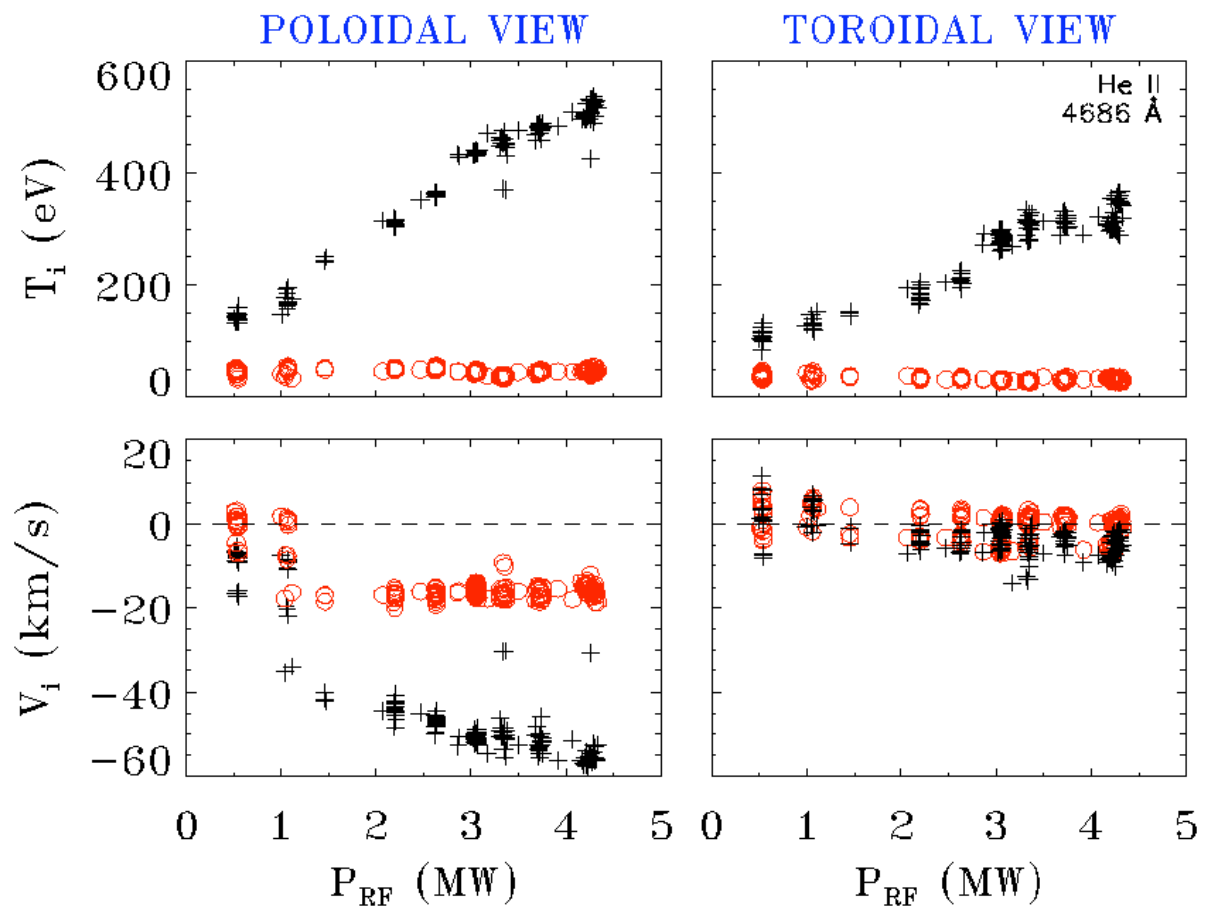 POLOIDAL VIEW
TOROIDAL VIEW
600
400
200
0
T_i (eV)
He II
4686 Å
20
0
−20
−40
−60
V_i (km/s)
0 1 2 3 4 5
0 1 2 3 4 5
P_RF (MW)
P_RF (MW)